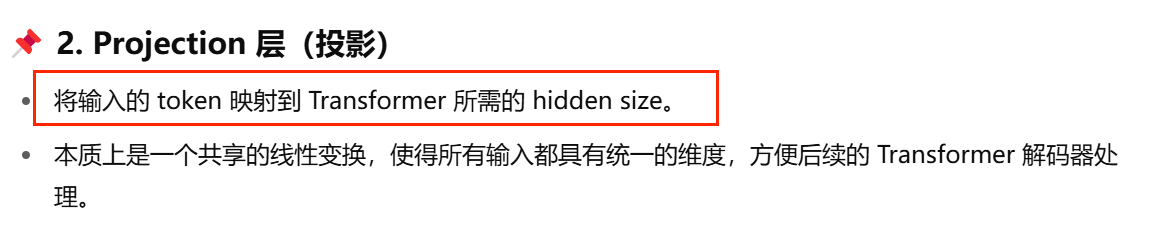 📌 2. Projection 层（投影）
• 将输入的 token 映射到 Transformer 所需的 hidden size。
• 本质上是一个共享的线性变换，使得所有输入都具有统一的维度，方便后续的 Transformer 解码器处
理。